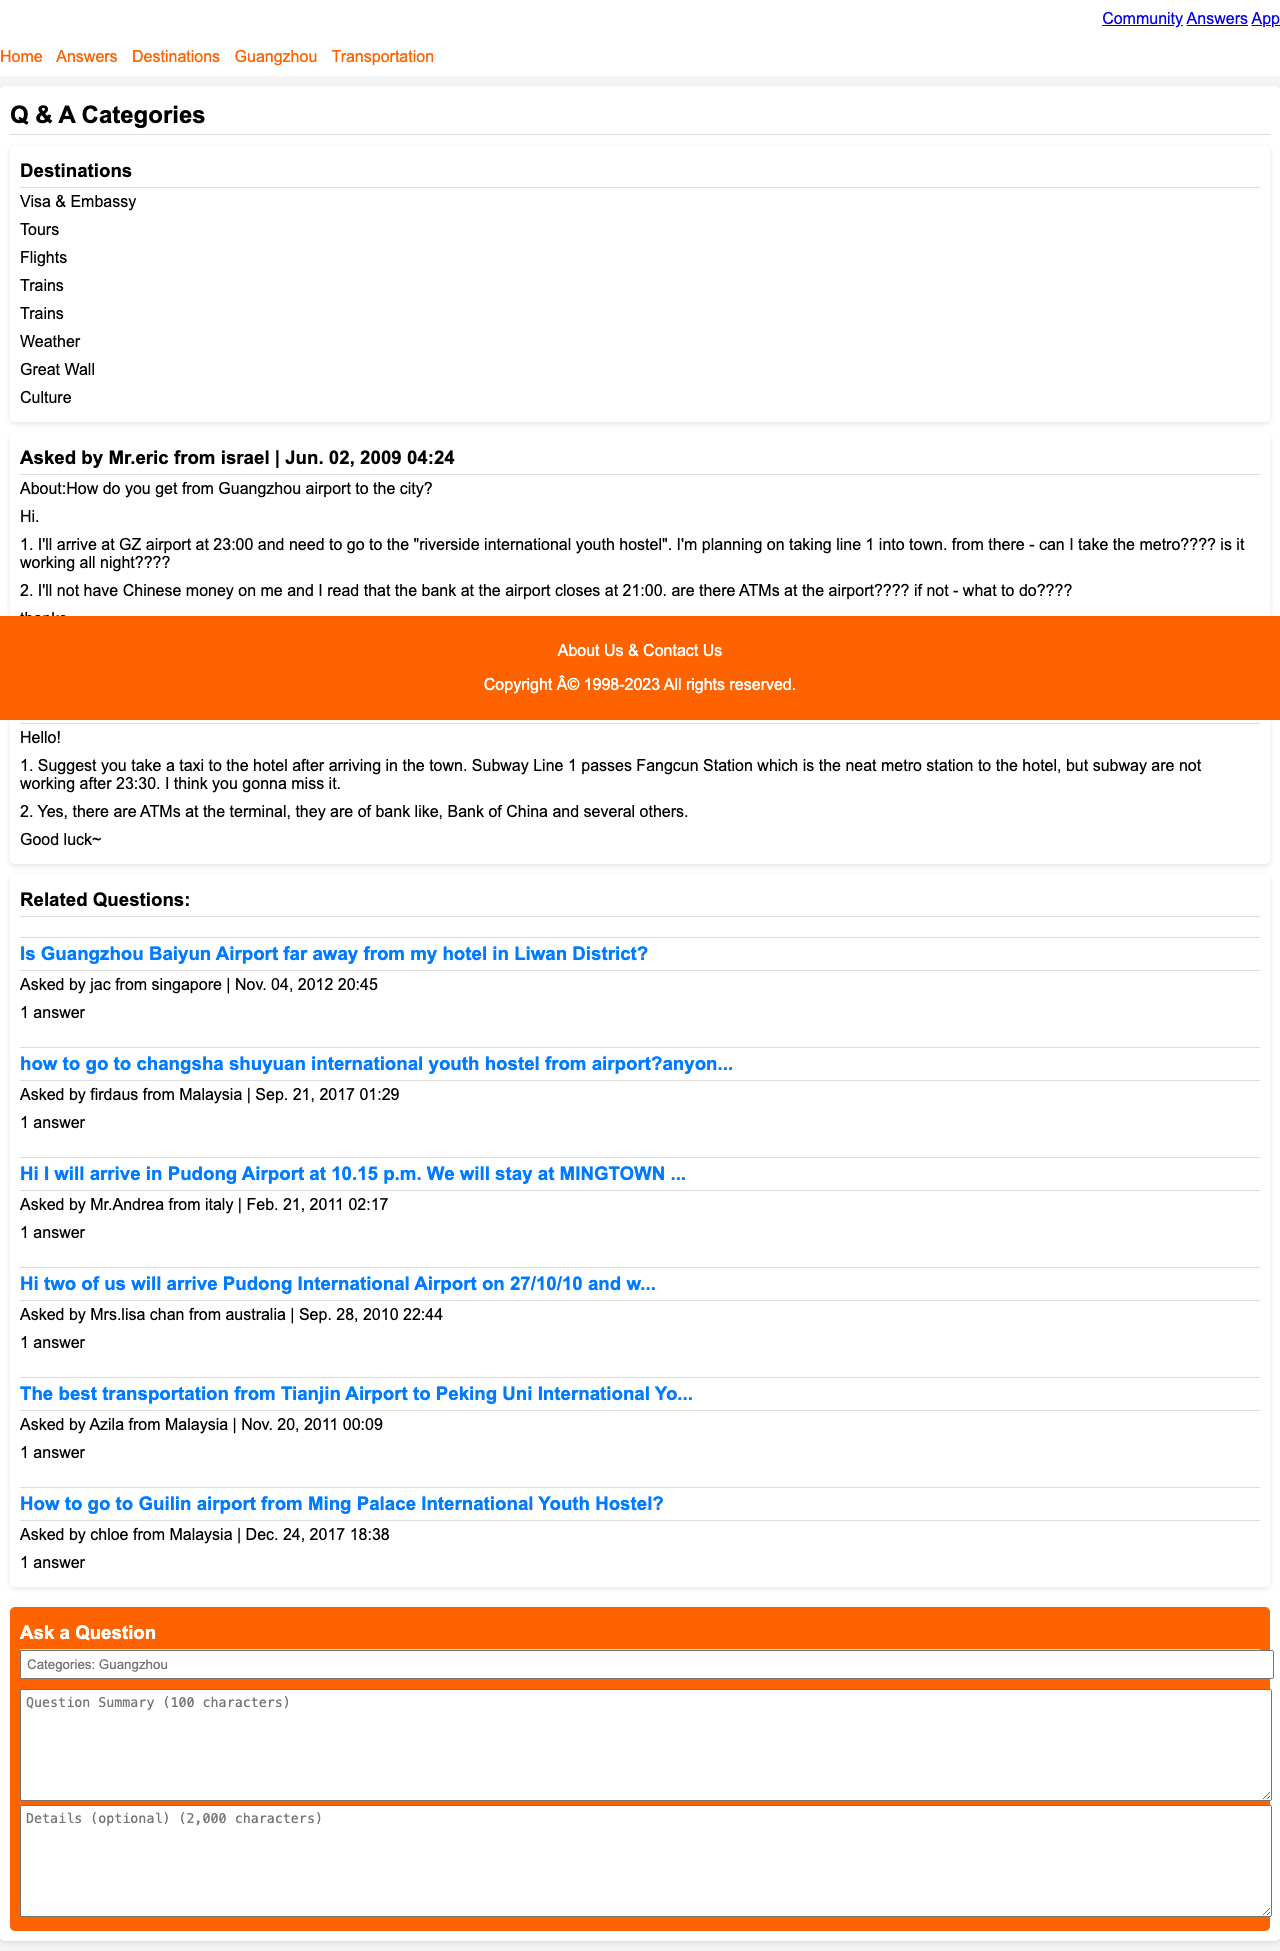 Community Answers App
Home Answers Destinations Guangzhou Transportation
Q & A Categories
Destinations
Visa & Embassy
Tours
Flights
Trains
Trains
Weather
Great Wall
Culture
Asked by Mr.eric from israel | Jun. 02, 2009 04:24
About:How do you get from Guangzhou airport to the city?
Hi.
1. I'll arrive at GZ airport at 23:00 and need to go to the "riverside international youth hostel". I'm planning on taking line 1 into town. from there - can I take the metro???? is it
working all night????
2. I'll not have Chinese money on me and I read that the bank at the airport closes at 21:00. are there ATMs at the airport???? if not - what to do????
About Us & Contact Us
Copyright Â© 1998-2023 All rights reserved.
Hello!
1. Suggest you take a taxi to the hotel after arriving in the town. Subway Line 1 passes Fangcun Station which is the neat metro station to the hotel, but subway are not
working after 23:30. I think you gonna miss it.
2. Yes, there are ATMs at the terminal, they are of bank like, Bank of China and several others.
Good luck~
Related Questions:
Is Guangzhou Baiyun Airport far away from my hotel in Liwan District?
Asked by jac from singapore | Nov. 04, 2012 20:45
1 answer
how to go to changsha shuyuan international youth hostel from airport?anyon...
Asked by firdaus from Malaysia | Sep. 21, 2017 01:29
1 answer
Hi I will arrive in Pudong Airport at 10.15 p.m. We will stay at MINGTOWN ...
Asked by Mr.Andrea from italy | Feb. 21, 2011 02:17
1 answer
Hi two of us will arrive Pudong International Airport on 27/10/10 and w...
Asked by Mrs.lisa chan from australia | Sep. 28, 2010 22:44
1 answer
The best transportation from Tianjin Airport to Peking Uni International Yo...
Asked by Azila from Malaysia | Nov. 20, 2011 00:09
1 answer
How to go to Guilin airport from Ming Palace International Youth Hostel?
Asked by chloe from Malaysia | Dec. 24, 2017 18:38
1 answer
Ask a Question
Categories: Guangzhou
Question Summary (100 characters)
Details (optional) (2,000 characters)